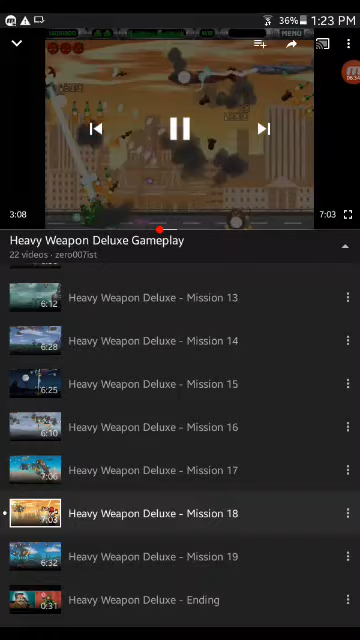 36% 1:23 PM
MENU
06:34
3:08
7:03
Heavy Weapon Deluxe Gameplay
22 videos · zero007ist
6:12
Heavy Weapon Deluxe - Mission 13
6:28
Heavy Weapon Deluxe - Mission 14
6:25
Heavy Weapon Deluxe - Mission 15
6:10
Heavy Weapon Deluxe - Mission 16
7:06
Heavy Weapon Deluxe - Mission 17
7:03
Heavy Weapon Deluxe - Mission 18
6:32
Heavy Weapon Deluxe - Mission 19
0:31
Heavy Weapon Deluxe - Ending